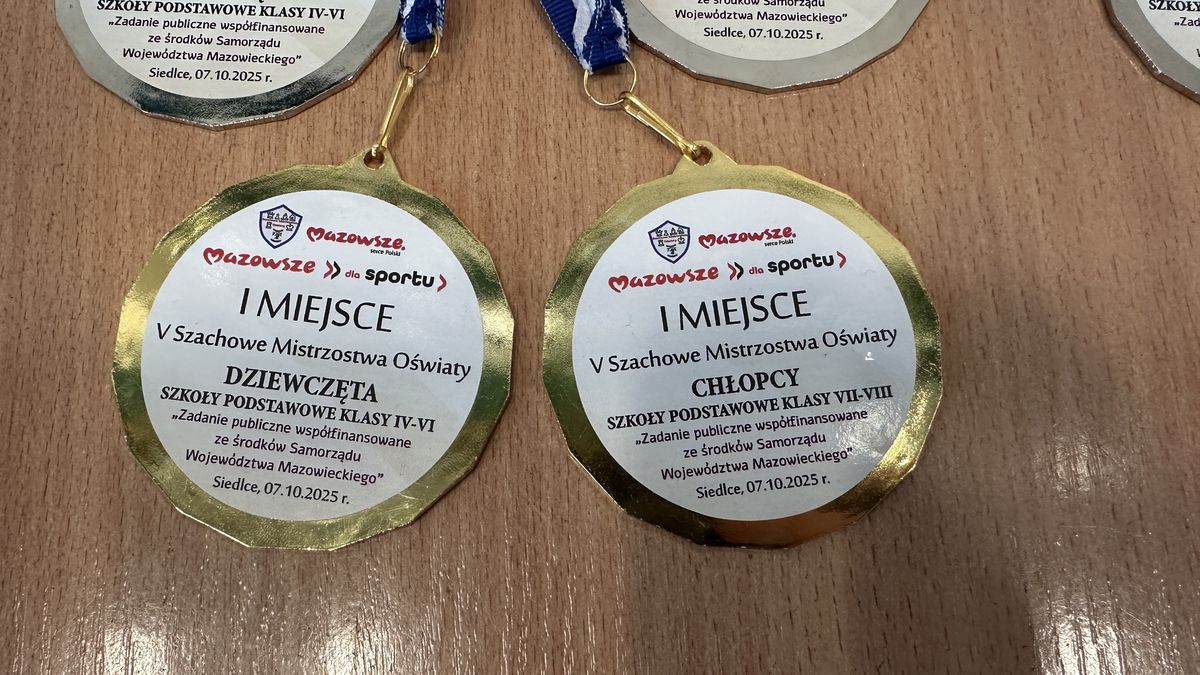 SZKOŁY PODSTAWOWE KLASY IV-VI
„Zadanie publiczne współfinansowane
ze środków Samorządu
Województwa Mazowieckiego”
Siedlce, 07.10.2025 r.
ze środków Samorządu
Województwa Mazowieckiego”
Siedlce, 07.10.2025 r.
SZKOŁY
„Zad
Mazowsze.
serce Polski
Mazowsze dla sportu
I MIEJSCE
V Szachowe Mistrzostwa Oświaty
DZIEWCZĘTA
SZKOŁY PODSTAWOWE KLASY IV-VI
„Zadanie publiczne współfinansowane
ze środków Samorządu
Województwa Mazowieckiego”
Siedlce, 07.10.2025 r.
Mazowsze.
serce Polski
Mazowsze dla sportu
I MIEJSCE
V Szachowe Mistrzostwa Oświaty
CHŁOPCY
SZKOŁY PODSTAWOWE KLASY VII-VIII
„Zadanie publiczne współfinansowane
ze środków Samorządu
Województwa Mazowieckiego”
Siedlce, 07.10.2025 r.